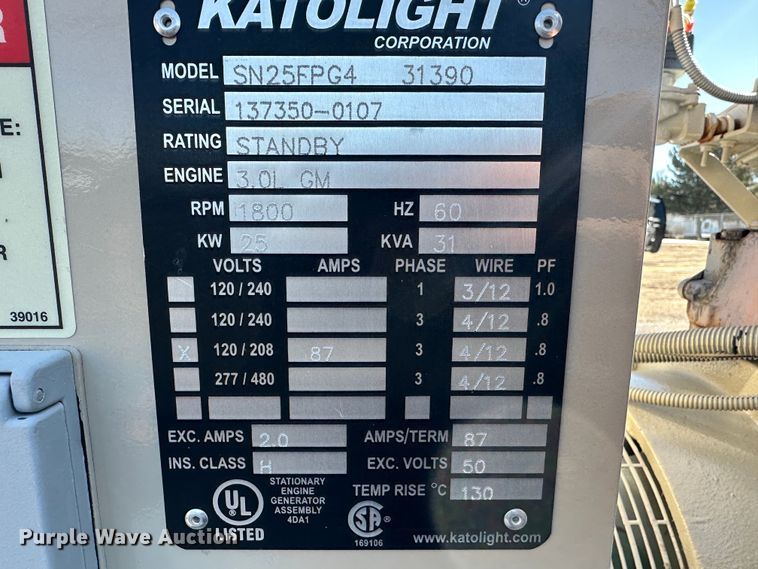 KATOLIGHT ®
CORPORATION
MODEL SN25FPG4 31390
SERIAL 137350-0107
RATING STANDBY
ENGINE 3.0L GM
RPM 1800 HZ 60
KW 25 KVA 31
VOLTS AMPS PHASE WIRE PF
120 / 240 1 3/12 1.0
120 / 240 3 4/12 .8
X 120 / 208 87 3 4/12 .8
277 / 480 3 4/12 .8
EXC. AMPS 2.0 AMPS/TERM 87
INS. CLASS H EXC. VOLTS 50
TEMP RISE °C 130
UL
LISTED
STATIONARY
ENGINE
GENERATOR
ASSEMBLY
4DA1
SA
169106
www.katolight.com
E:
R
39016
Purple Wave Auction